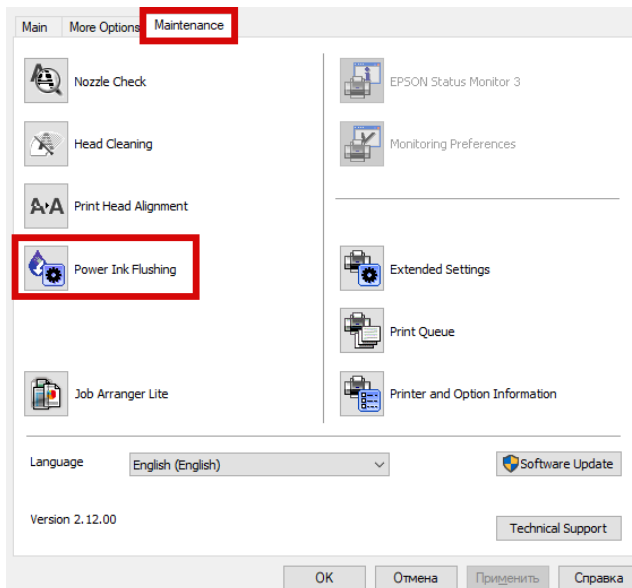 Main More Options Maintenance
Nozzle Check
EPSON Status Monitor 3
Head Cleaning
Monitoring Preferences
A A Print Head Alignment
Power Ink Flushing
Extended Settings
Print Queue
Job Arranger Lite
Printer and Option Information
Language English (English) Software Update
Version 2.12.00
Technical Support
OK Отмена Применить Справка